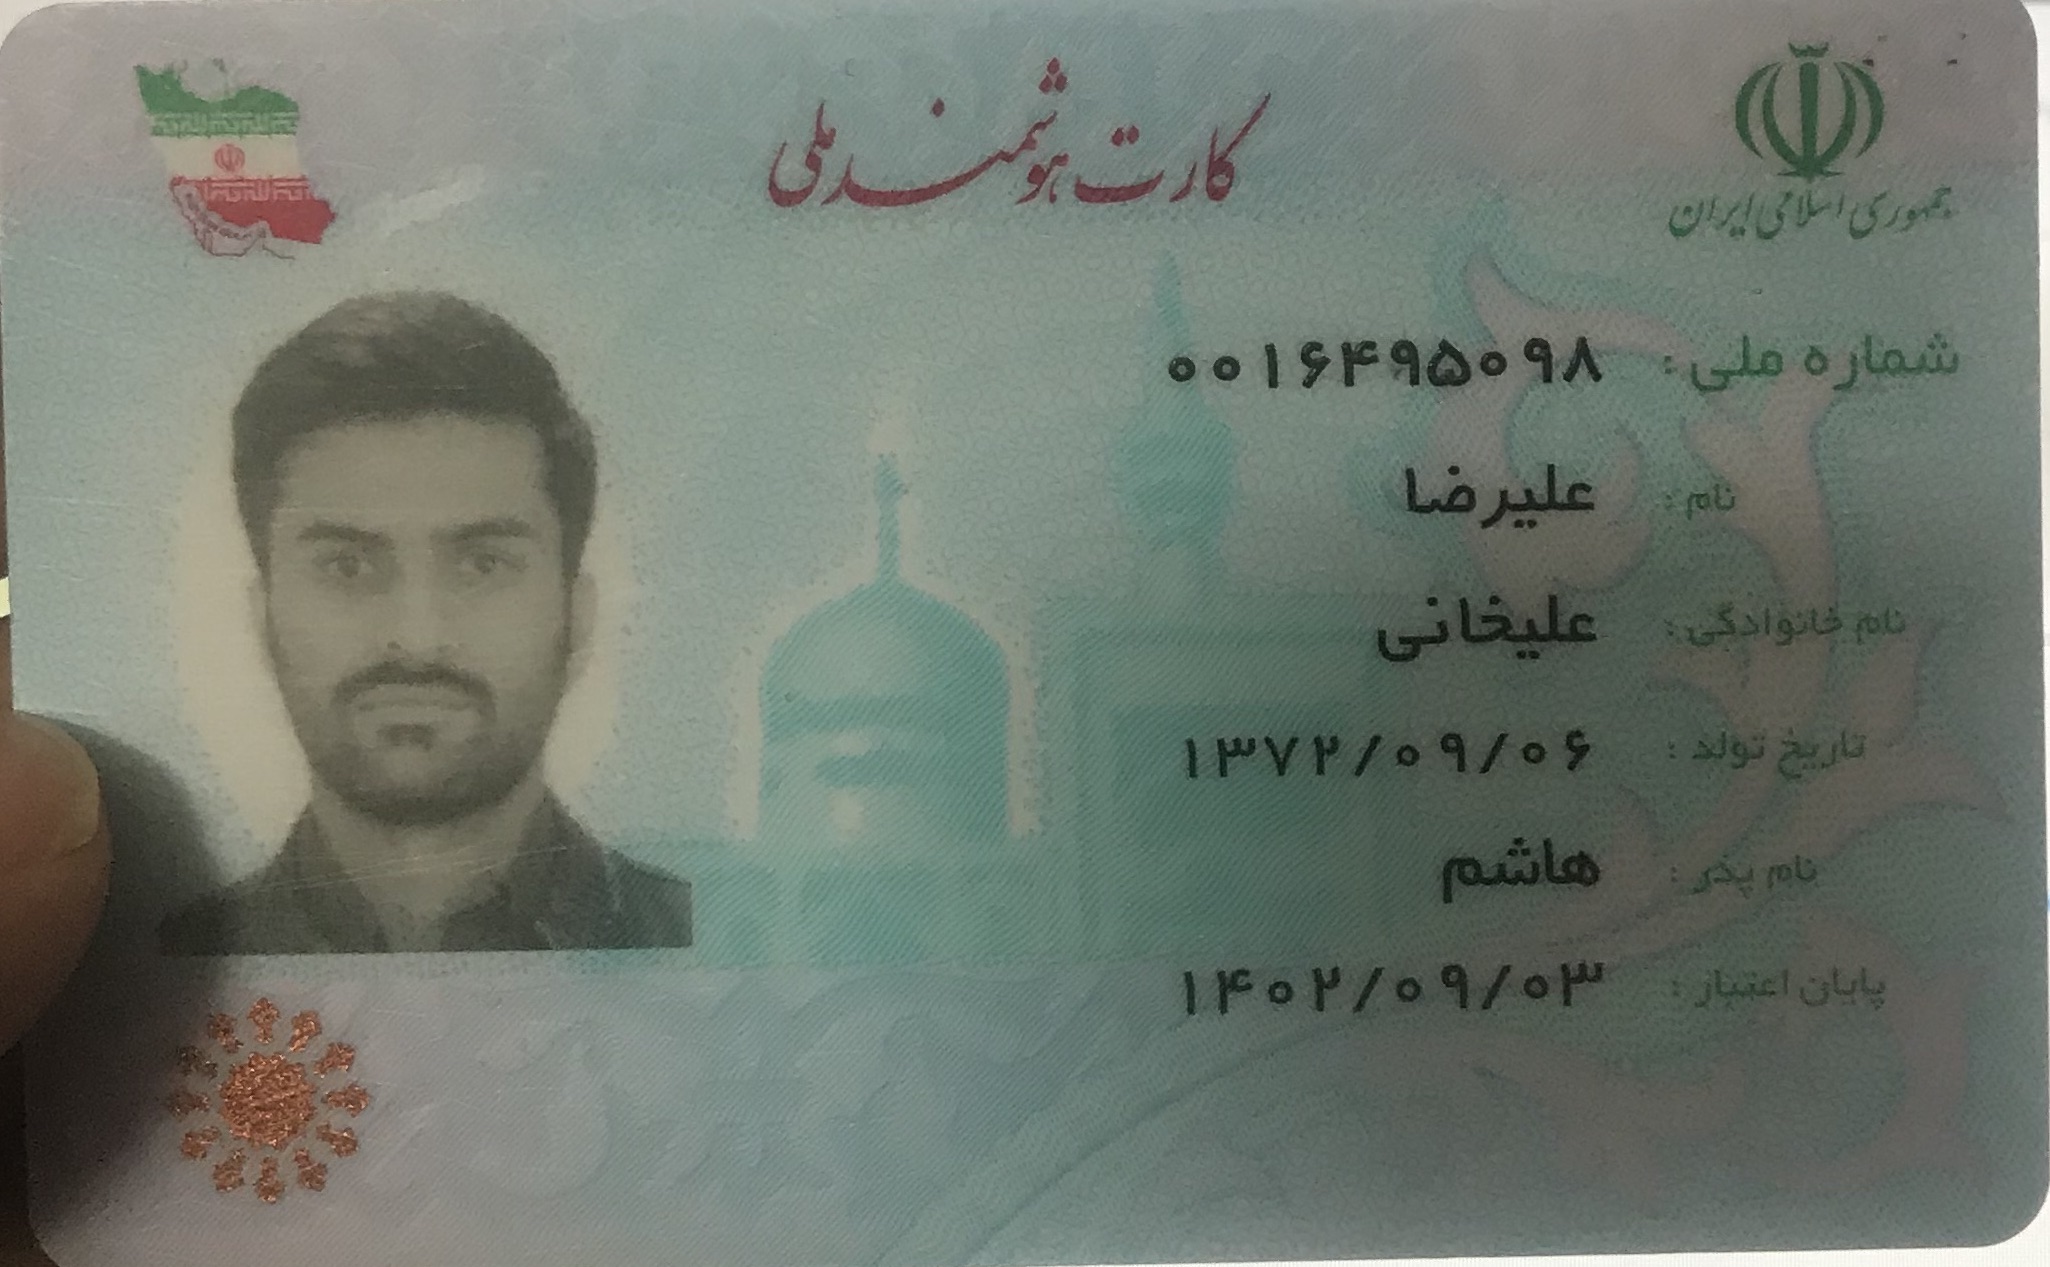 کارت هوشمند ملی
جمهوری اسلامی ایران
شماره ملی: ۰۰۱۶۴۹۵۰۹۸
نام: علیرضا
نام خانوادگی: علیخانی
تاریخ تولد: ۱۳۷۲/۰۹/۰۶
نام پدر: هاشم
پایان اعتبار: ۱۴۰۲/۰۹/۰۳